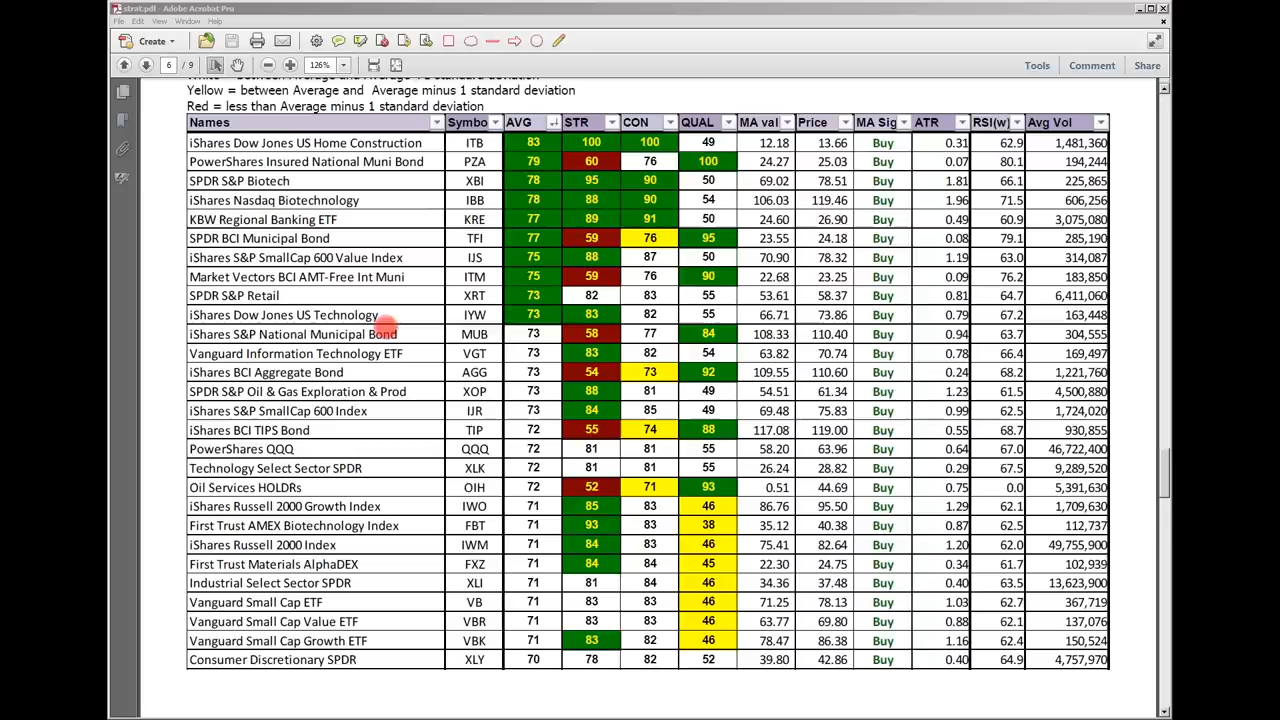 strat.pdf - Adobe Acrobat Pro
File Edit View Window Help
Create
6 / 9 126% Tools Comment Share
Yellow = between Average and Average minus 1 standard deviation
Red = less than Average minus 1 standard deviation
Names Symbo AVG STR CON QUAL MA val Price MA Sig ATR RSI(w) Avg Vol
iShares Dow Jones US Home Construction ITB 83 100 100 49 12.18 13.66 Buy 0.31 62.9 1,481,360
PowerShares Insured National Muni Bond PZA 79 60 76 100 24.27 25.03 Buy 0.07 80.1 194,244
SPDR S&P Biotech XBI 78 95 90 50 69.02 78.51 Buy 1.81 66.1 225,865
iShares Nasdaq Biotechnology IBB 78 88 90 54 106.03 119.46 Buy 1.96 71.5 606,256
KBW Regional Banking ETF KRE 77 89 91 50 24.60 26.90 Buy 0.49 60.9 3,075,080
SPDR BCI Municipal Bond TFI 77 59 76 95 23.55 24.18 Buy 0.08 79.1 285,190
iShares S&P SmallCap 600 Value Index IJS 75 88 87 50 70.90 78.32 Buy 1.19 63.0 314,087
Market Vectors BCI AMT-Free Int Muni ITM 75 59 76 90 22.68 23.25 Buy 0.09 76.2 183,850
SPDR S&P Retail XRT 73 82 83 55 53.61 58.37 Buy 0.81 64.7 6,411,060
iShares Dow Jones US Technology IYW 73 83 82 55 66.71 73.86 Buy 0.79 67.2 163,448
iShares S&P National Municipal Bond MUB 73 58 77 84 108.33 110.40 Buy 0.94 63.7 304,555
Vanguard Information Technology ETF VGT 73 83 82 54 63.82 70.74 Buy 0.78 66.4 169,497
iShares BCI Aggregate Bond AGG 73 54 73 92 109.55 110.60 Buy 0.24 68.2 1,221,760
SPDR S&P Oil & Gas Exploration & Prod XOP 73 88 81 49 54.51 61.34 Buy 1.23 61.5 4,500,880
iShares S&P SmallCap 600 Index IJR 73 84 85 49 69.48 75.83 Buy 0.99 62.5 1,724,020
iShares BCI TIPS Bond TIP 72 55 74 88 117.08 119.00 Buy 0.55 68.7 930,855
PowerShares QQQ QQQ 72 81 81 55 58.20 63.96 Buy 0.64 67.0 46,722,400
Technology Select Sector SPDR XLK 72 81 81 55 26.24 28.82 Buy 0.29 67.5 9,289,520
Oil Services HOLDRs OIH 72 52 71 93 0.51 44.69 Buy 0.75 0.0 5,391,630
iShares Russell 2000 Growth Index IWO 71 85 83 46 86.76 95.50 Buy 1.29 62.1 1,709,630
First Trust AMEX Biotechnology Index FBT 71 93 83 38 35.12 40.38 Buy 0.87 62.5 112,737
iShares Russell 2000 Index IWM 71 84 83 46 75.41 82.64 Buy 1.20 62.0 49,755,900
First Trust Materials AlphaDEX FXZ 71 84 84 45 22.30 24.75 Buy 0.34 61.7 102,939
Industrial Select Sector SPDR XLI 71 81 84 46 34.36 37.48 Buy 0.40 63.5 13,623,900
Vanguard Small Cap ETF VB 71 83 83 46 71.25 78.13 Buy 1.03 62.7 367,719
Vanguard Small Cap Value ETF VBR 71 83 83 46 63.77 69.80 Buy 0.88 62.1 137,076
Vanguard Small Cap Growth ETF VBK 71 83 82 46 78.47 86.38 Buy 1.16 62.4 150,524
Consumer Discretionary SPDR XLY 70 78 82 52 39.80 42.86 Buy 0.40 64.9 4,757,970